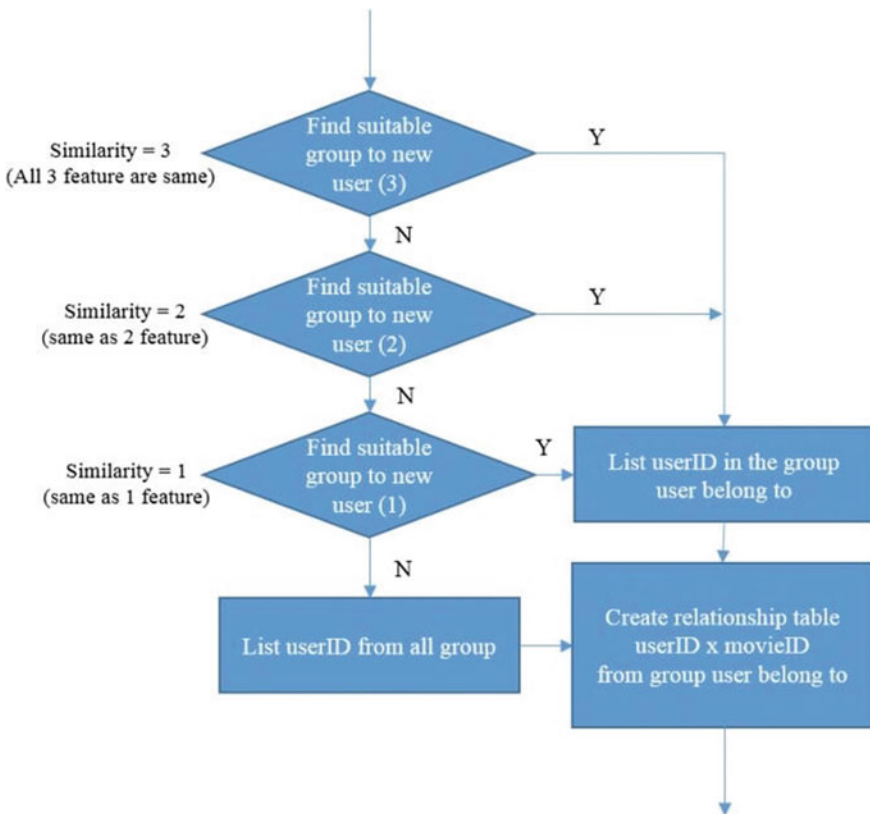 Similarity = 3
(All 3 feature are same)
Find suitable
group to new
user (3)
Y
N
Similarity = 2
(same as 2 feature)
Find suitable
group to new
user (2)
Y
N
Similarity = 1
(same as 1 feature)
Find suitable
group to new
user (1)
Y
List userID in the group
user belong to
N
List userID from all group
Create relationship table
userID x movieID
from group user belong to